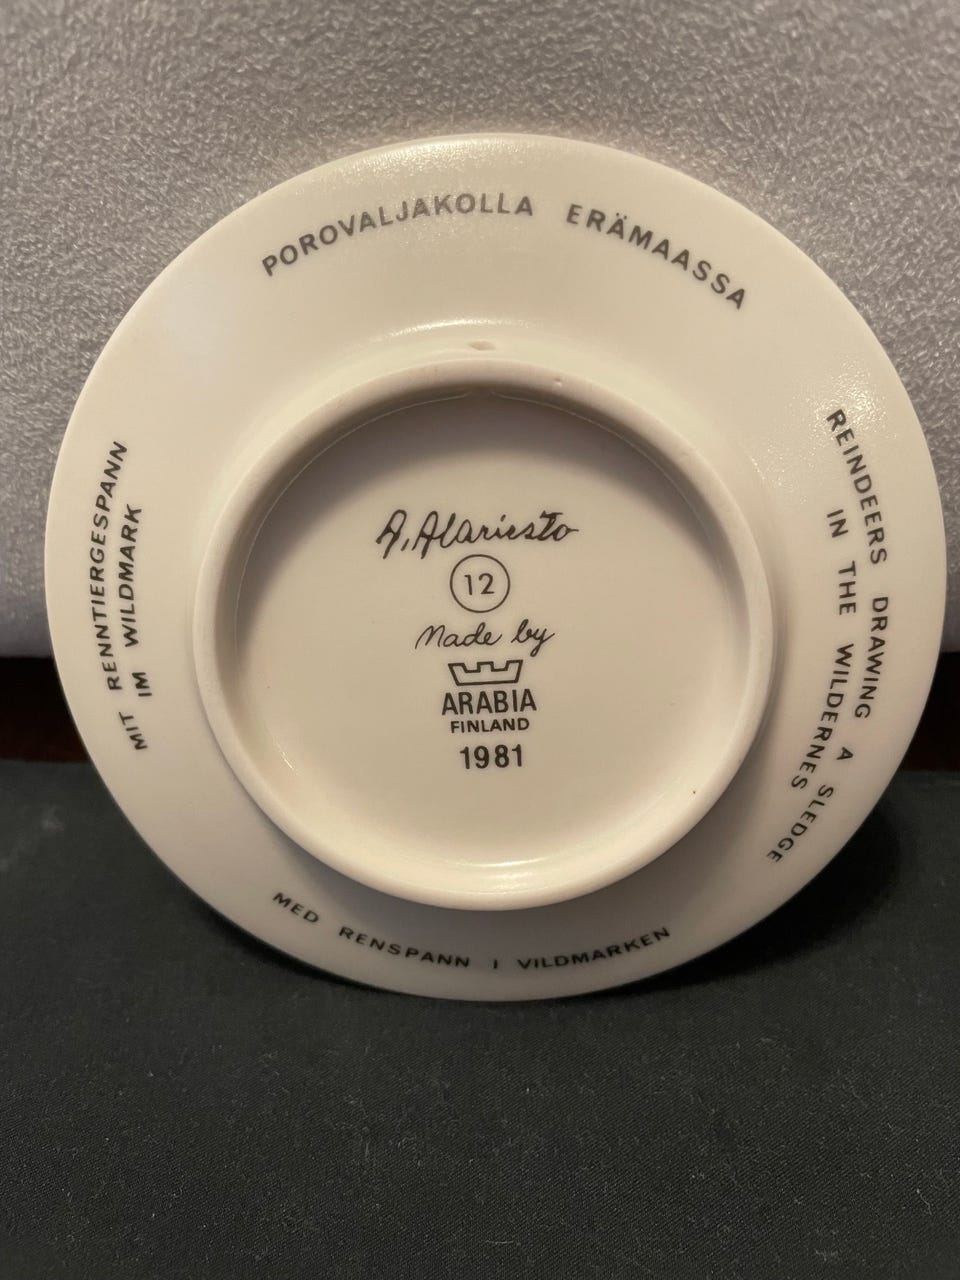 POROVALJAKOLLA ERÄMAASSA
REINDEERS DRAWING A SLEDGE
IN THE WILDERNES
MED RENSPANN I VILDMARKEN
MIT RENNTIERGESPANN
IM WILDMARK
A. Alariesto
12
Made by
ARABIA
FINLAND
1981